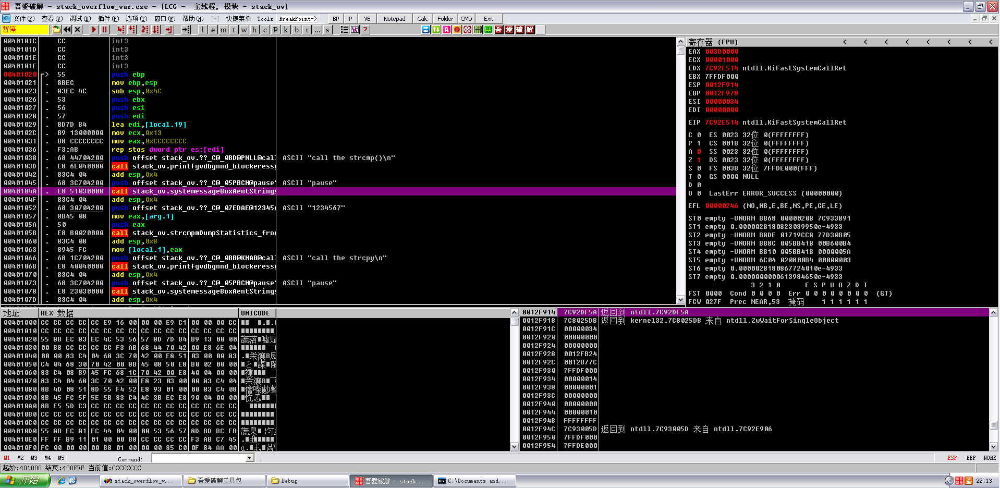 吾爱破解 - stack_overflow_var.exe - [LCG - 主线程, 模块 - stack_ov]
文件(F) 查看(V) 调试(D) 插件(P) 选项(T) 窗口(W) 帮助(H) [+] 快捷菜单 Tools BreakPoint-> BP P VB Notepad Calc Folder CMD Exit
暂停 l e m t w h c p k b r ... s ? 吾 爱 破 解
0040101C CC int3
0040101D CC int3
0040101E CC int3
0040101F CC int3
00401020 55 push ebp
00401021 . 8BEC mov ebp,esp
00401023 . 83EC 4C sub esp,0x4C
00401026 . 53 push ebx
00401027 . 56 push esi
00401028 . 57 push edi
00401029 . 8D7D B4 lea edi,[local.19]
0040102C . B9 13000000 mov ecx,0x13
00401031 . B8 CCCCCCCC mov eax,0xCCCCCCCC
00401036 . F3:AB rep stos dword ptr es:[edi]
00401038 . 68 44704200 push offset stack_ov.??_C@_0BD@PMLL@cal ASCII "call the strcmp()\n"
0040103D . E8 6E040000 call stack_ov.printfgvdbgnnd_blockeress
00401042 . 83C4 04 add esp,0x4
00401045 . 68 3C704200 push offset stack_ov.??_C@_05PBCN@pause ASCII "pause"
0040104A . E8 51030000 call stack_ov.systemessageBoxAentString
0040104F . 83C4 04 add esp,0x4
00401052 . 68 30704200 push offset stack_ov.??_C@_07EDAE@12345 ASCII "1234567"
00401057 . 8B45 08 mov eax,[arg.1]
0040105A . 50 push eax
0040105B . E8 B0020000 call stack_ov.strcmpmDumpStatistics_fro
00401060 . 83C4 08 add esp,0x8
00401063 . 8945 FC mov [local.1],eax
00401066 . 68 1C704200 push offset stack_ov.??_C@_0BB@KNAB@cal ASCII "call the strcpy\n"
0040106B . E8 40040000 call stack_ov.printfgvdbgnnd_blockeress
00401070 . 83C4 04 add esp,0x4
00401073 . 68 3C704200 push offset stack_ov.??_C@_05PBCN@pause ASCII "pause"
00401078 . E8 23030000 call stack_ov.systemessageBoxAentString
0040107D . 83C4 04 add esp,0x4
寄存器 (FPU) < < < < < < < <
EAX 003D0000
ECX 00001000
EDX 7C92E514 ntdll.KiFastSystemCallRet
EBX 7FFDF000
ESP 0012F914
EBP 0012F978
ESI 00000034
EDI 00000000
EIP 7C92E514 ntdll.KiFastSystemCallRet
C 0 ES 0023 32位 0(FFFFFFFF)
P 1 CS 001B 32位 0(FFFFFFFF)
A 0 SS 0023 32位 0(FFFFFFFF)
Z 1 DS 0023 32位 0(FFFFFFFF)
S 0 FS 003B 32位 7FFDE000(FFF)
T 0 GS 0000 NULL
D 0
O 0 LastErr ERROR_SUCCESS (00000000)
EFL 00000246 (NO,NB,E,BE,NS,PE,GE,LE)
ST0 empty -UNORM BB68 00000208 7C933891
ST1 empty 0.0000028180823039950e-4933
ST2 empty -UNORM B8DE 01719CC8 77D30B05
ST3 empty -UNORM BB8C 005BB418 00B600B4
ST4 empty -UNORM B810 005BB418 0000005A
ST5 empty +UNORM 6C04 020800B4 00000003
ST6 empty 0.0000028180867724010e-4933
ST7 empty 0.0000000000613984650e-4933
3 2 1 0 E S P U O Z D I
FST 0000 Cond 0 0 0 0 Err 0 0 0 0 0 0 0 0 (GT)
FCW 027F Prec NEAR,53 掩码 1 1 1 1 1 1
地址 HEX 数据 UNICODE
00401000 CC CC CC CC CC E9 16 00 00 00 E9 C1 00 00 00 CC
00401010 CC CC CC CC CC CC CC CC CC CC CC CC CC CC CC CC
00401020 55 8B EC 83 EC 4C 53 56 57 8D 7D B4 B9 13 00 00
00401030 00 B8 CC CC CC CC F3 AB 68 44 70 42 00 E8 6E 04
00401040 00 00 83 C4 04 68 3C 70 42 00 E8 51 03 00 00 83
00401050 C4 04 68 30 70 42 00 8B 45 08 50 E8 B0 02 00 00
00401060 83 C4 08 89 45 FC 68 1C 70 42 00 E8 40 04 00 00
00401070 83 C4 04 68 3C 70 42 00 E8 23 03 00 00 83 C4 04
00401080 8B 4D 08 51 8D 55 F4 52 E8 93 01 00 00 83 C4 08
00401090 8B 45 FC 5F 5E 5B 83 C4 4C 3B EC E8 90 04 00 00
004010A0 8B E5 5D C3 CC CC CC CC CC CC CC CC CC CC CC CC
004010B0 CC CC CC CC CC CC CC CC CC CC CC CC CC CC CC CC
004010C0 CC CC CC CC CC CC CC CC CC CC CC CC CC CC CC CC
004010D0 55 8B EC 81 EC 44 04 00 00 53 56 57 8D BD BC FB
004010E0 FF FF B9 11 01 00 00 B8 CC CC CC CC F3 AB C7 45
004010F0 FC 00 00 00 00 B8 01 00 00 00 85 C0 0F 84 AA 00
0012F914 7C92DF5A 返回到 ntdll.7C92DF5A
0012F918 7C8025DB 返回到 kernel32.7C8025DB 来自 ntdll.ZwWaitForSingleObject
0012F91C 00000034
0012F920 00000000
0012F924 00000000
0012F928 0012FB24
0012F92C 0012B77C
0012F930 7FFDF000
0012F934 00000014
0012F938 00000001
0012F93C 00000000
0012F940 00000000
0012F944 00000010
0012F948 FFFFFFFF
0012F94C 7C93005D 返回到 ntdll.7C93005D 来自 ntdll.7C92E906
0012F950 7FFDF000
0012F954 7FFDE000
M1 M2 M3 M4 M5 Command: ESP EBP NONE
起始:401000 结束:400FFF 当前值:CCCCCCCC
开始 stack_overflow_v... 吾爱破解工具包 Debug 吾爱破解 - stack... C:\Documents and... 22:13